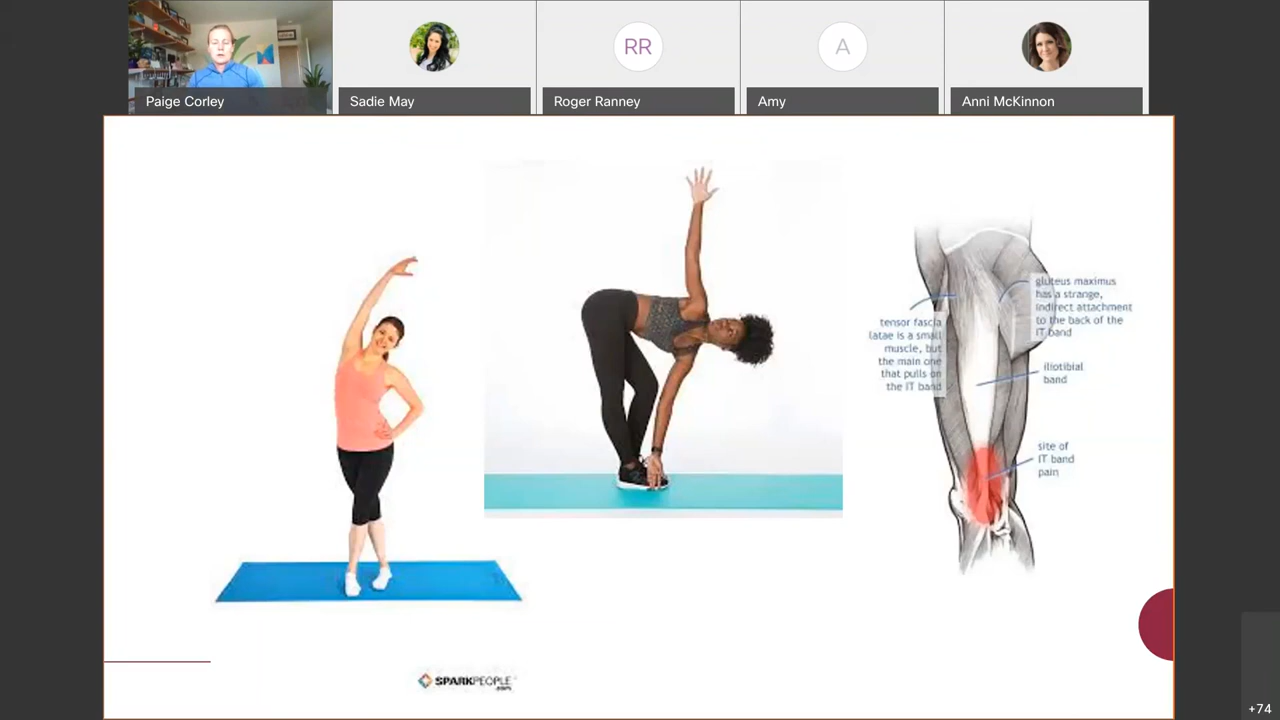 Paige Corley
Sadie May
RR
Roger Ranney
A
Amy
Anni McKinnon
tensor fascia
latae is a small
muscle, but
the main one
that pulls on
the IT band
gluteus maximus
has a strange,
indirect attachment
to the back of the
IT band
iliotibial
band
site of
IT band
pain
SPARKPEOPLE
.com
+74